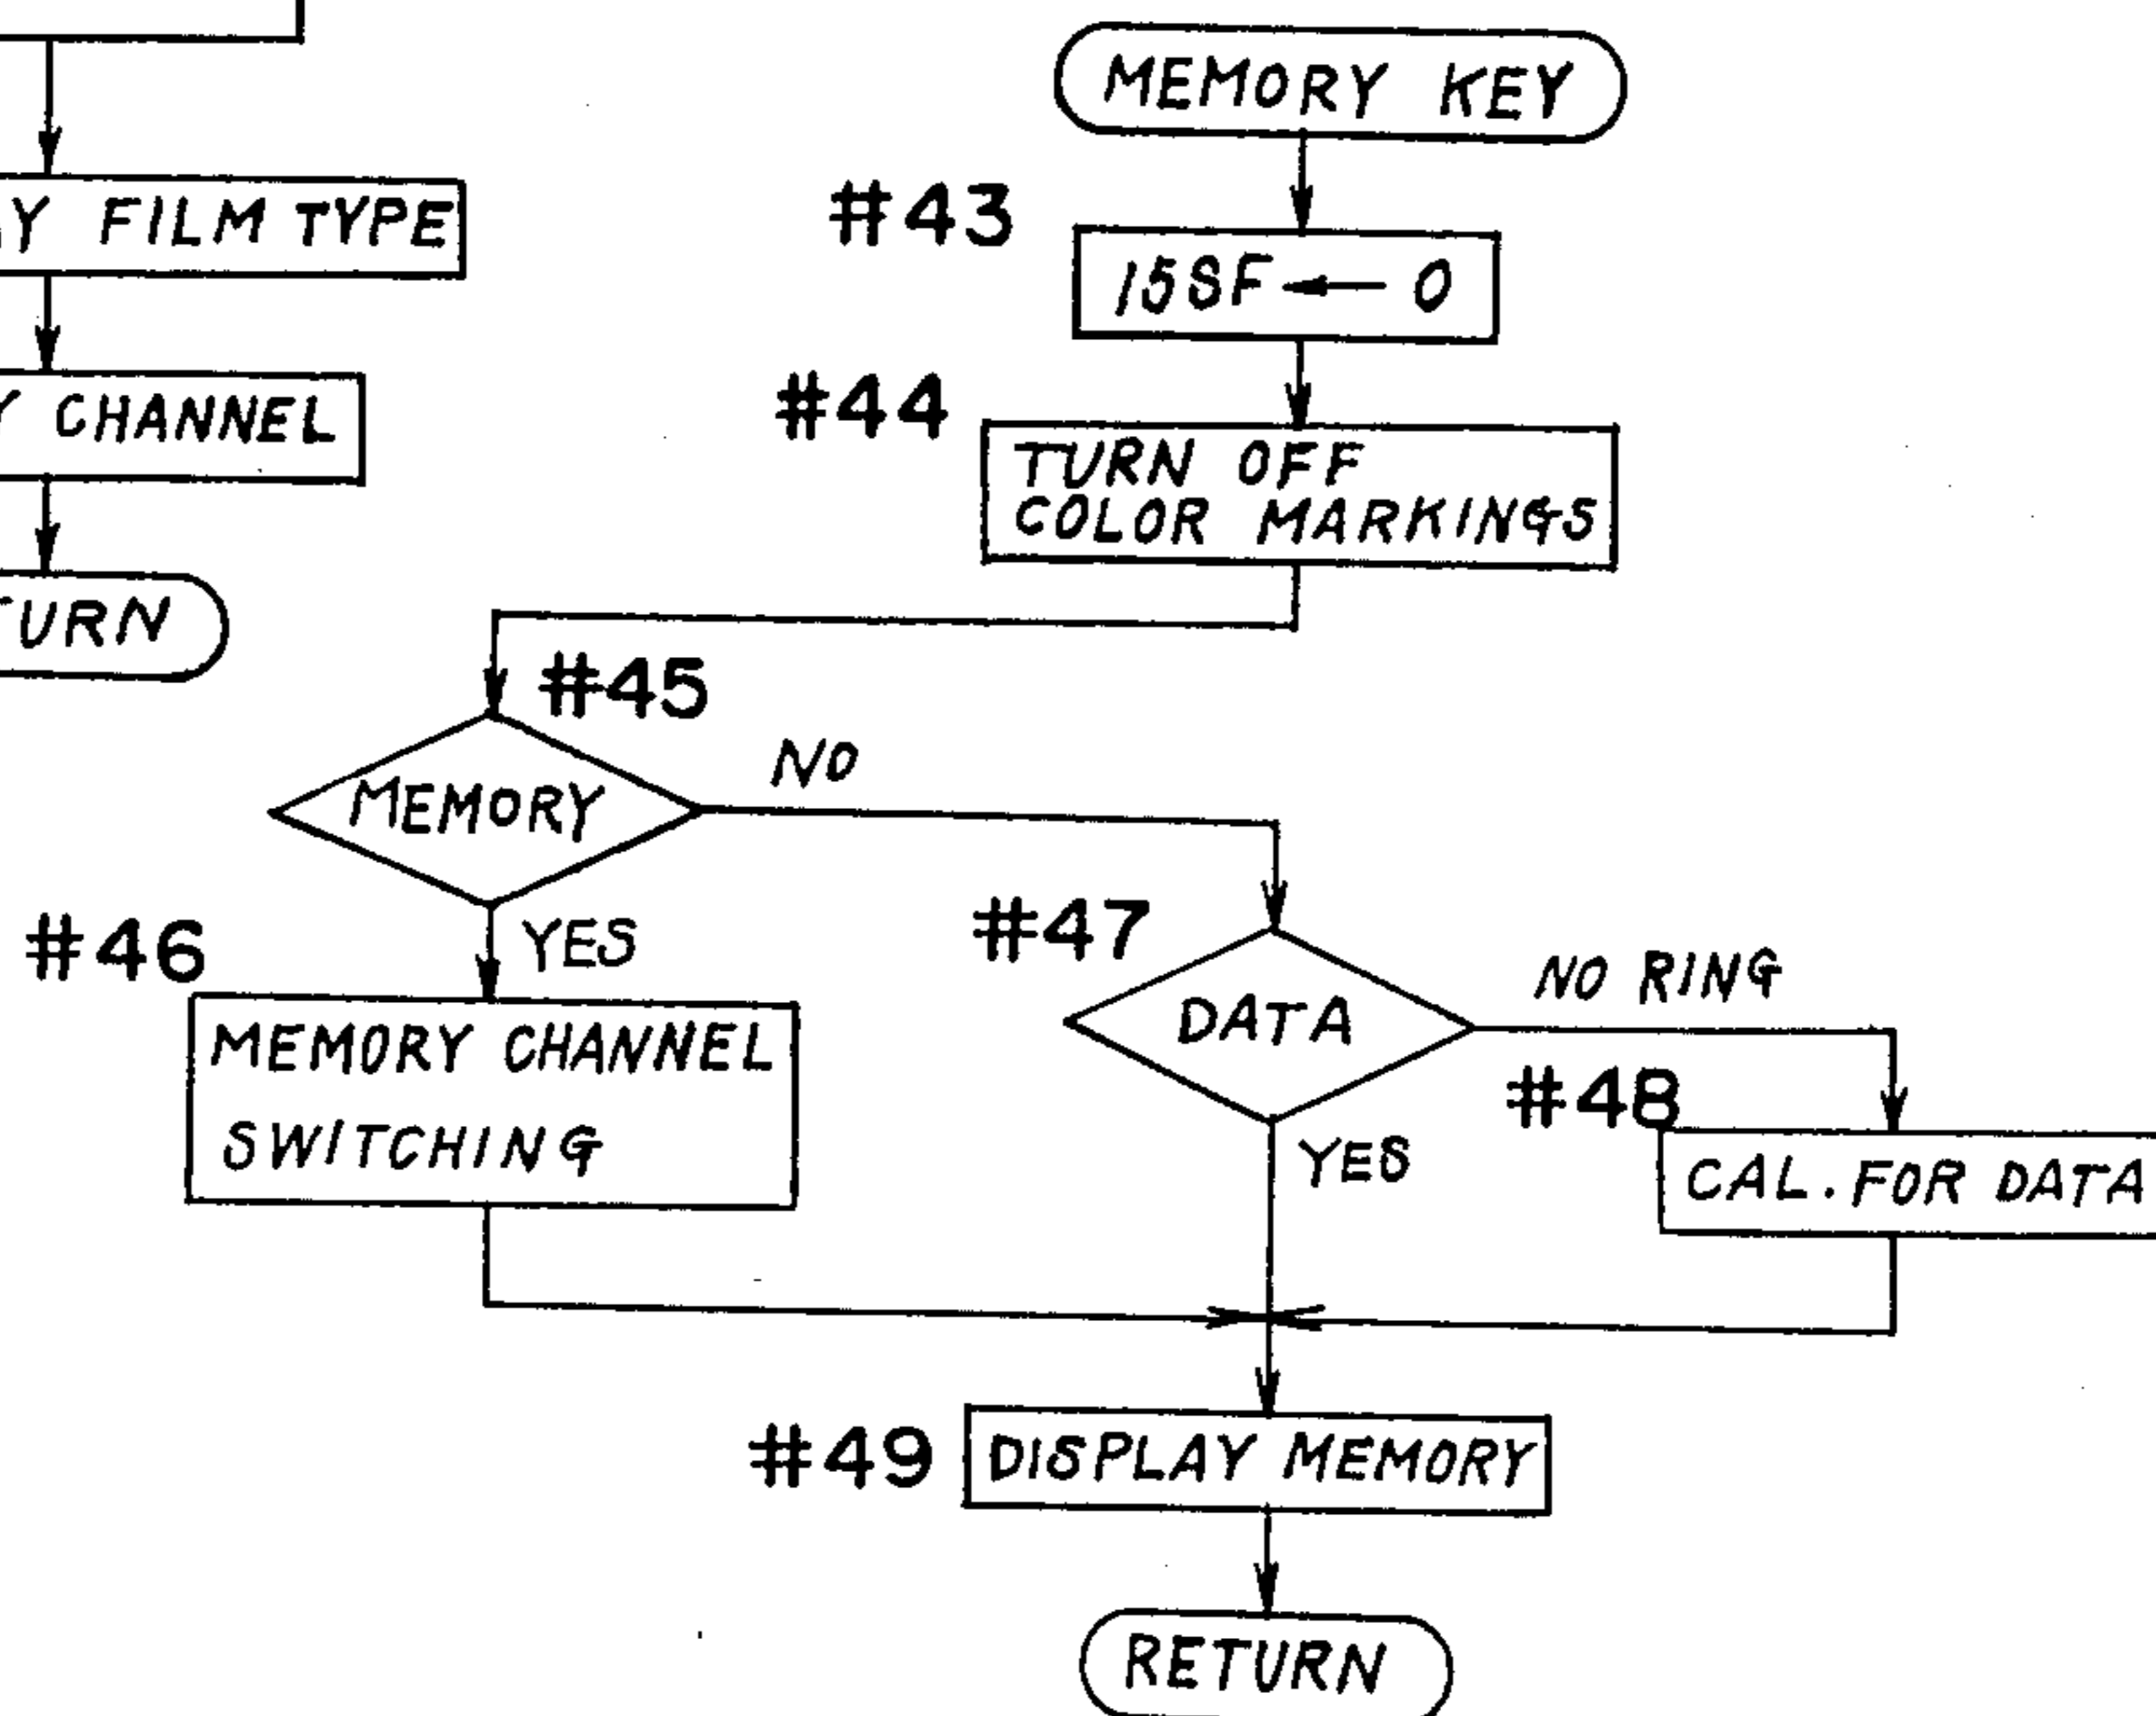 Y FILM TYPE
Y CHANNEL
TURN
MEMORY KEY
#43
15SF ← 0
#44
TURN OFF
COLOR MARKINGS
#45
MEMORY
NO
YES
#46
MEMORY CHANNEL
SWITCHING
#47
DATA
NO RING
YES
#48
CAL. FOR DATA
#49
DISPLAY MEMORY
RETURN